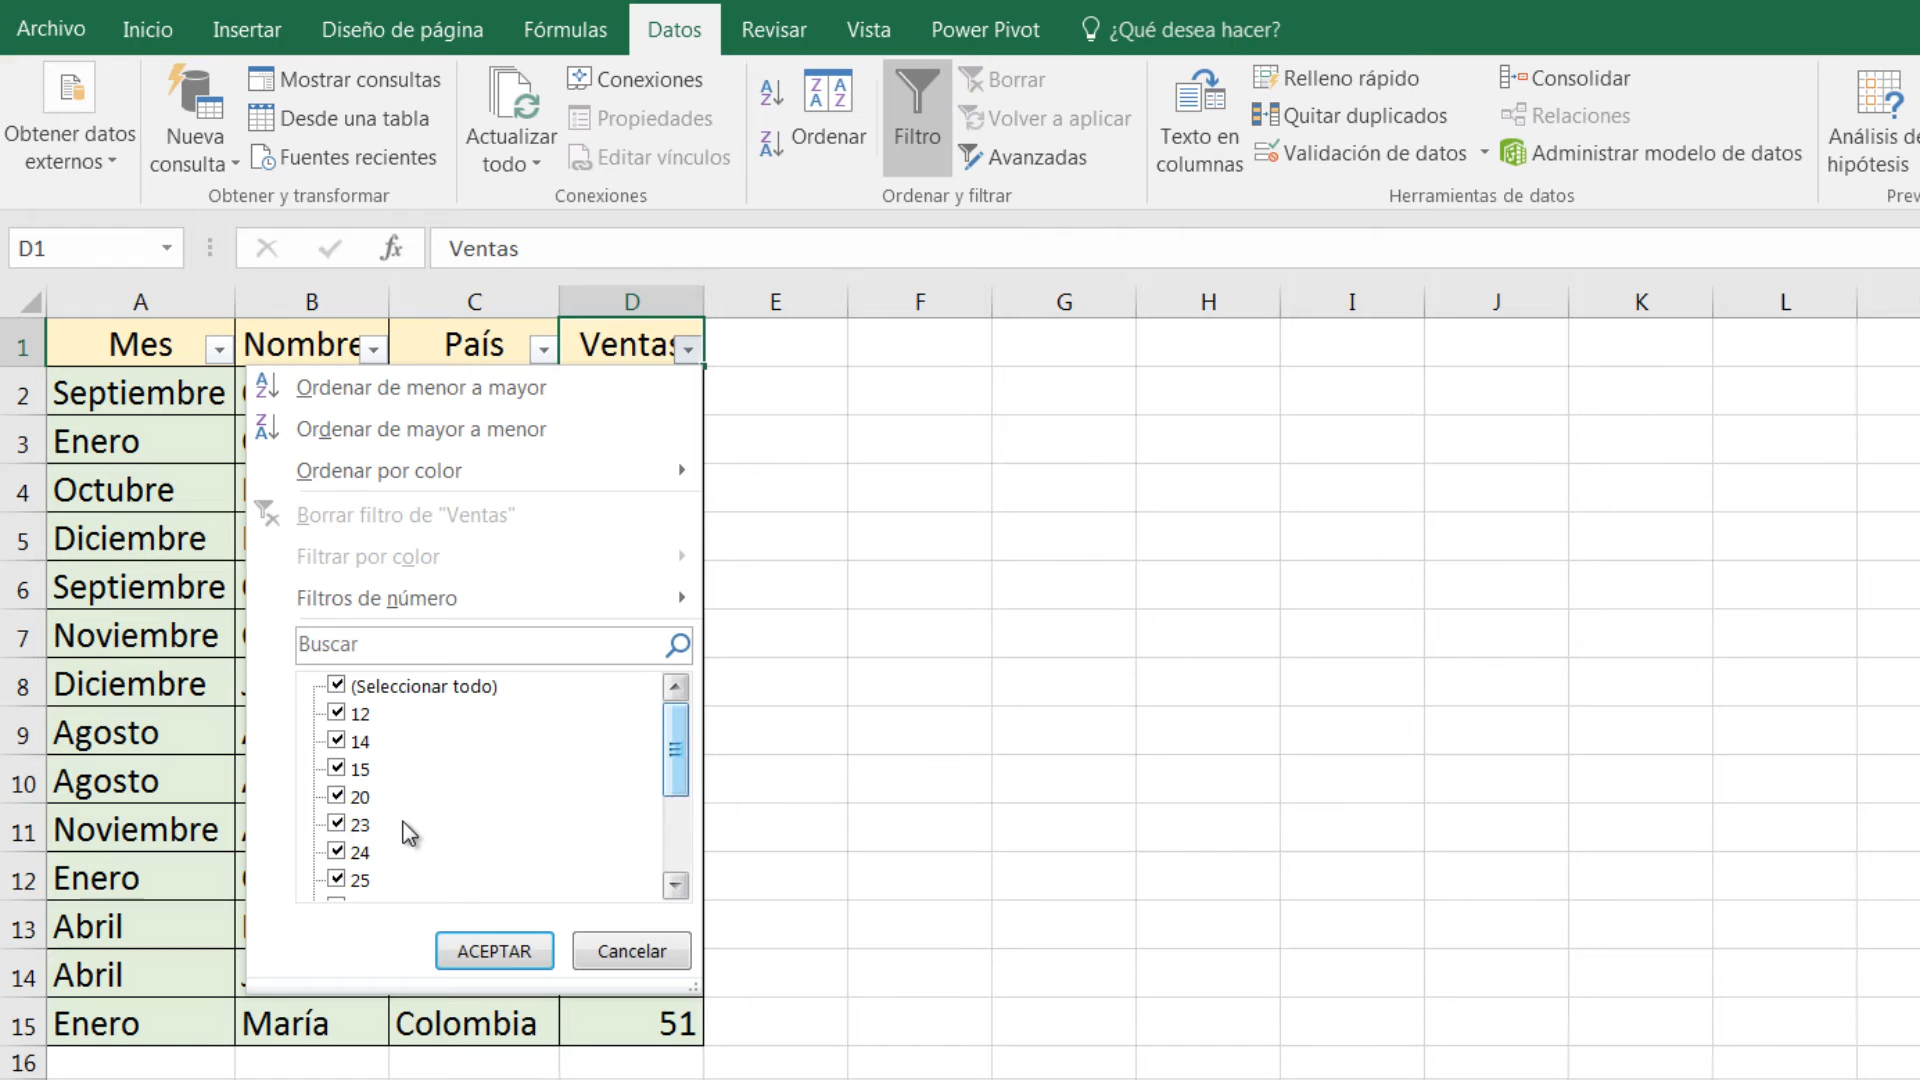 Archivo Inicio Insertar Diseño de página Fórmulas Datos Revisar Vista Power Pivot ¿Qué desea hacer?
Obtener datos externos
Nueva consulta
Mostrar consultas
Desde una tabla
Fuentes recientes
Obtener y transformar
Actualizar todo
Conexiones
Propiedades
Editar vínculos
Conexiones
Ordenar
Filtro
Borrar
Volver a aplicar
Avanzadas
Ordenar y filtrar
Texto en columnas
Relleno rápido
Quitar duplicados
Validación de datos
Consolidar
Relaciones
Administrar modelo de datos
Herramientas de datos
Análisis de
hipótesis
Prev
D1 fx Ventas
A B C D E F G H I J K L
1 Mes Nombre País Ventas
2 Septiembre
3 Enero
4 Octubre
5 Diciembre
6 Septiembre
7 Noviembre
8 Diciembre
9 Agosto
10 Agosto
11 Noviembre
12 Enero
13 Abril
14 Abril
15 Enero María Colombia 51
16
Ordenar de menor a mayor
Ordenar de mayor a menor
Ordenar por color
Borrar filtro de "Ventas"
Filtrar por color
Filtros de número
Buscar
(Seleccionar todo)
12
14
15
20
23
24
25
ACEPTAR Cancelar